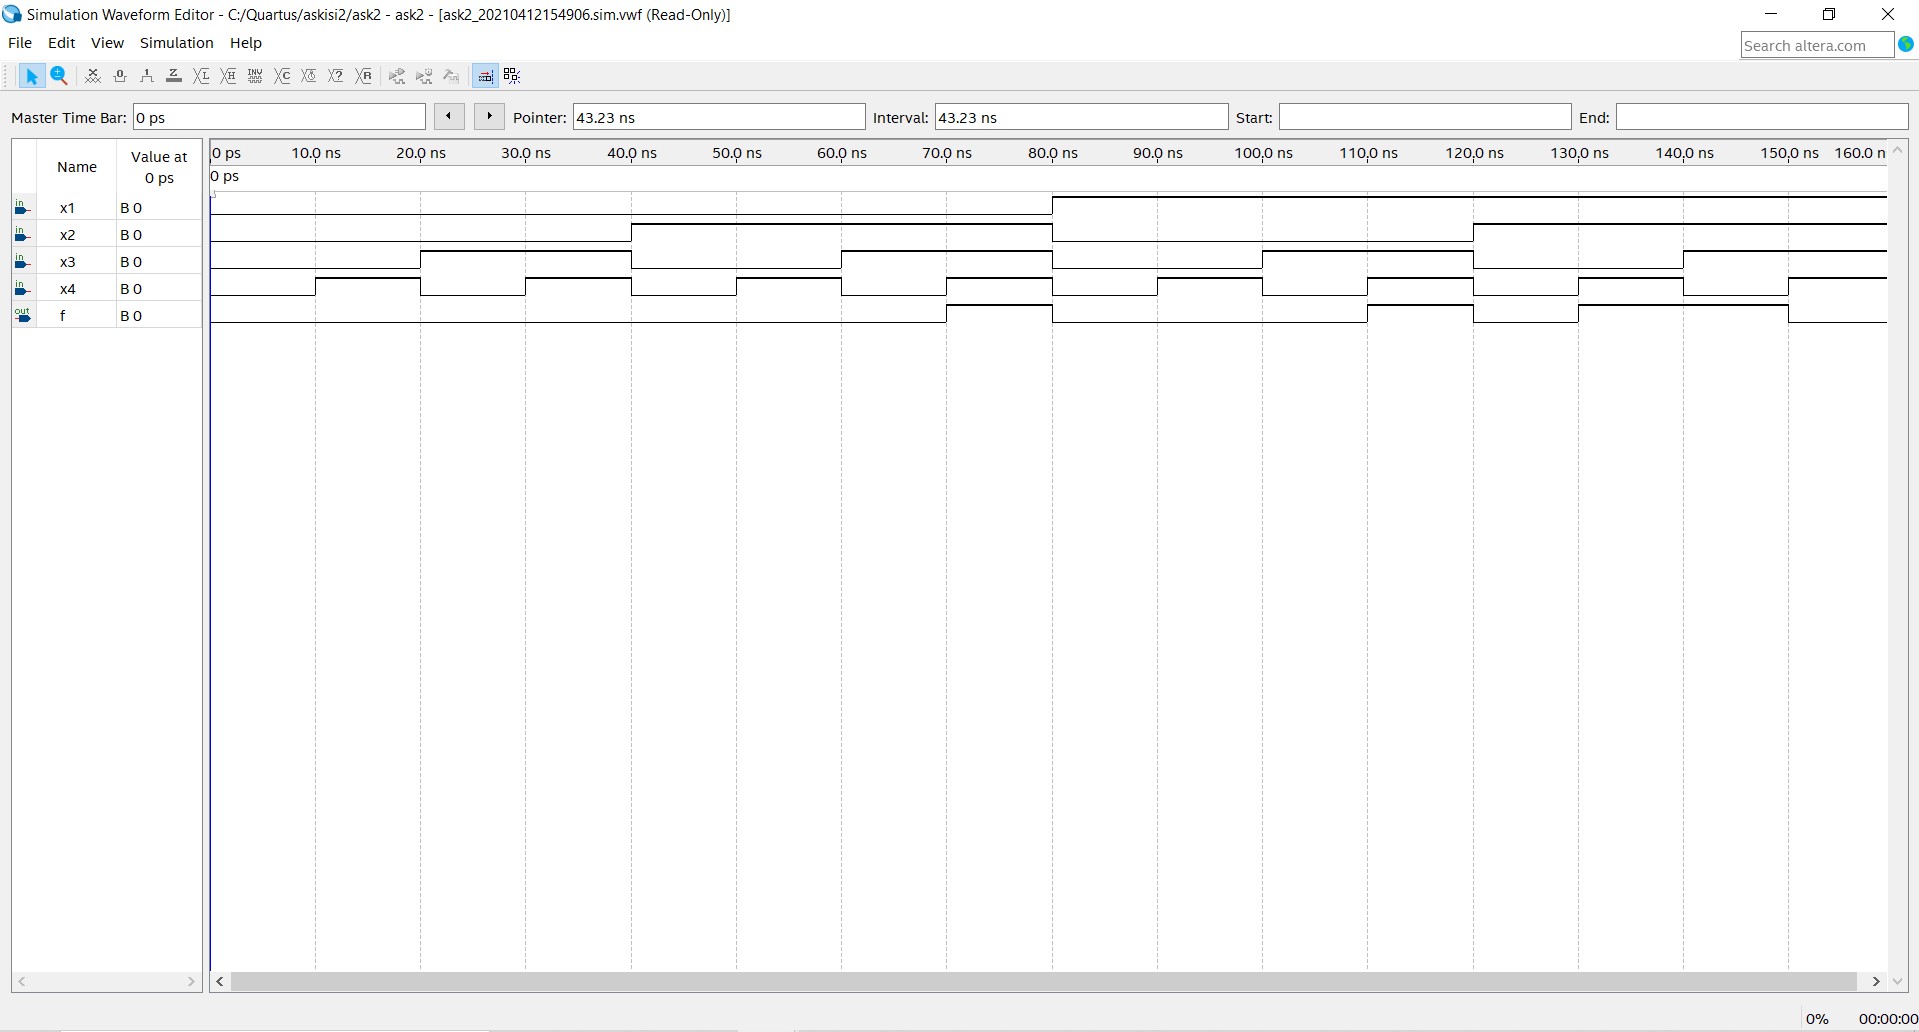 Simulation Waveform Editor - C:/Quartus/askisi2/ask2 - ask2 - [ask2_20210412154906.sim.vwf (Read-Only)]
File Edit View Simulation Help
Search altera.com
Master Time Bar: 0 ps Pointer: 43.23 ns Interval: 43.23 ns Start: End:
Name Value at 0 ps
0 ps 10.0 ns 20.0 ns 30.0 ns 40.0 ns 50.0 ns 60.0 ns 70.0 ns 80.0 ns 90.0 ns 100.0 ns 110.0 ns 120.0 ns 130.0 ns 140.0 ns 150.0 ns 160.0 n
0 ps
in x1 B 0
in x2 B 0
in x3 B 0
in x4 B 0
out f B 0
0% 00:00:00